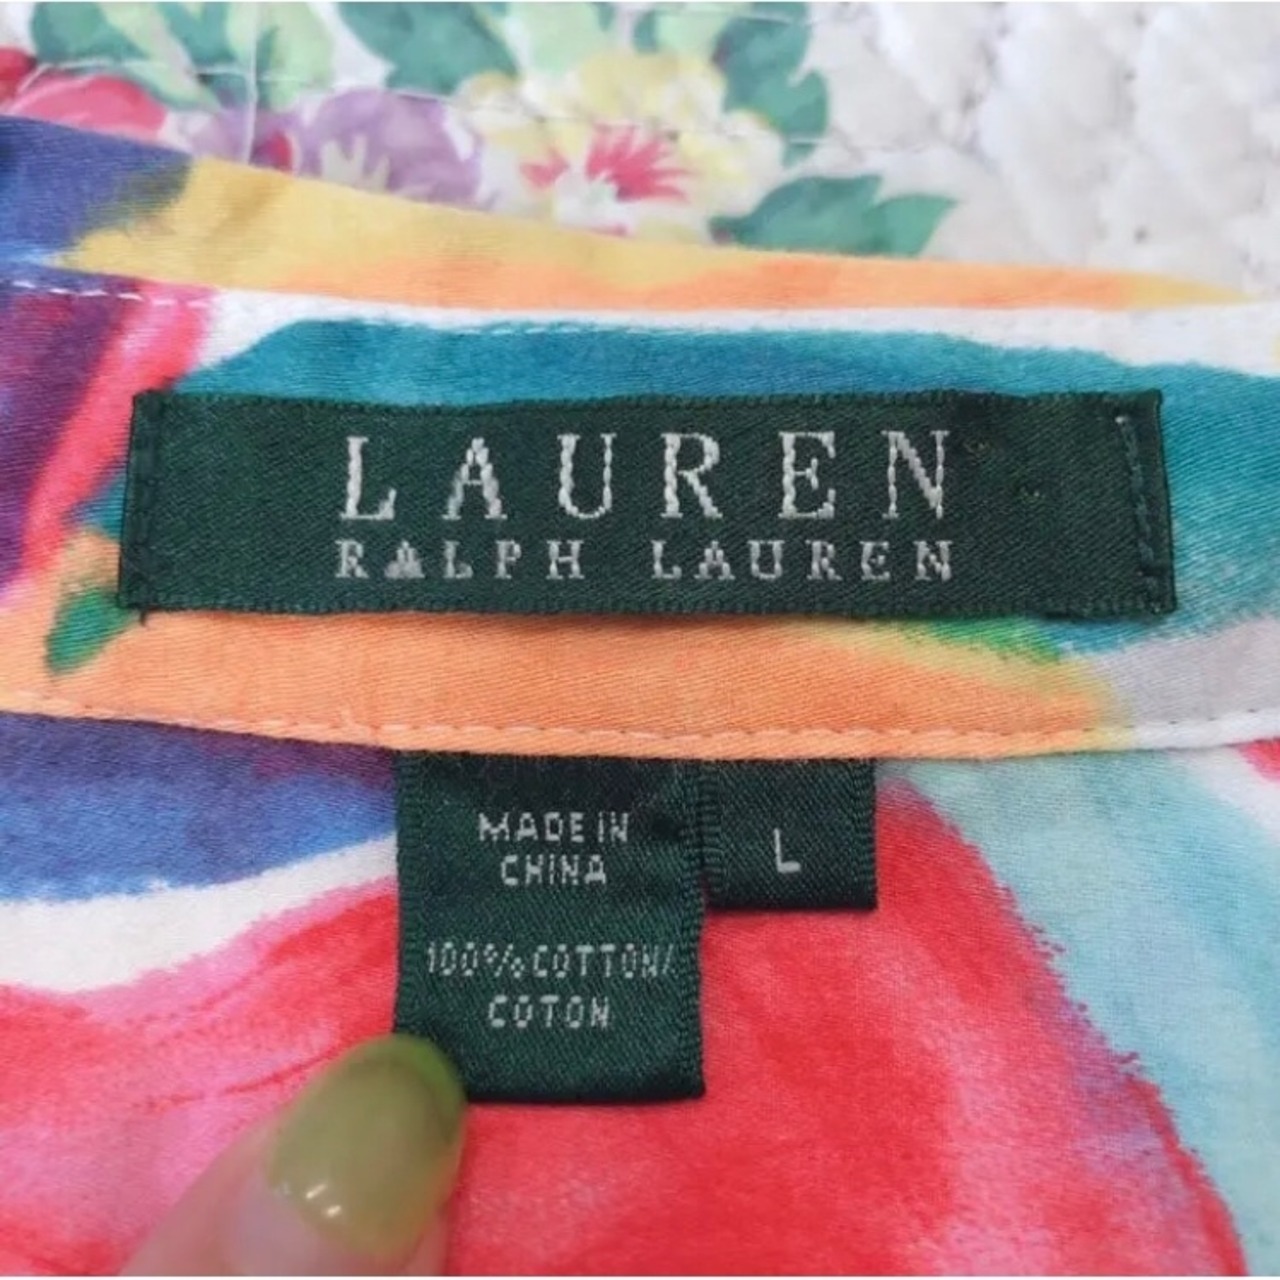 LAUREN
RALPH LAUREN
MADE IN
CHINA
L
100% COTTON/
COTON